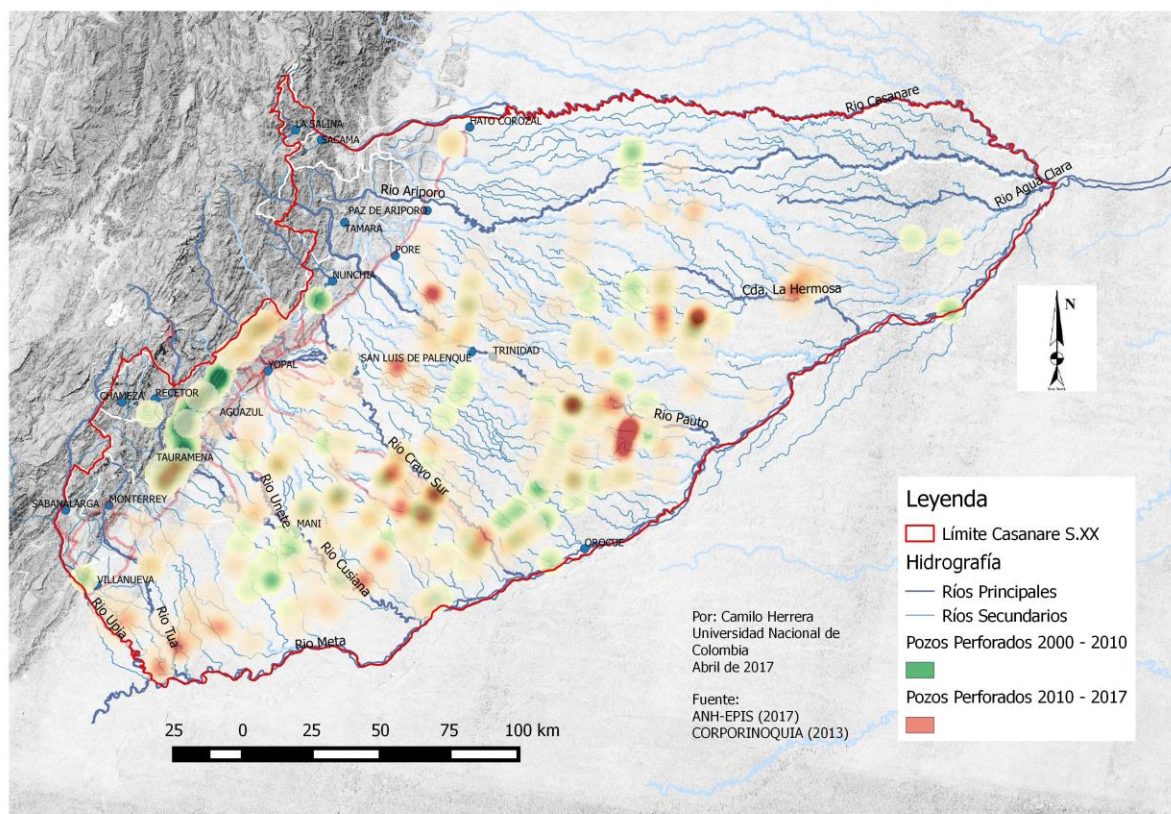 LA SALINA
SACAMA
HATO COROZAL
Rio Casanare
Rio Ariporo
Rio Agua Clara
PAZ DE ARIPORO
TAMARA
PORE
NUNCHIA
Cda. La Hermosa
N
SAN LUIS DE PALENQUE
TRINIDAD
YOPAL
CHAMEZA
RECETOR
AGUAZUL
Rio Pauto
TAURAMENA
Rio Cravo Sur
Rio Unete
SABANALARGA
MONTERREY
MANI
OROCUE
Rio Cusiana
VILLANUEVA
Rio Upia
Rio Tua
Rio Meta
Leyenda
Límite Casanare S.XX
Hidrografía
Ríos Principales
Ríos Secundarios
Pozos Perforados 2000 - 2010
Pozos Perforados 2010 - 2017
Por: Camilo Herrera
Universidad Nacional de
Colombia
Abril de 2017
Fuente:
ANH-EPIS (2017)
CORPORINOQUIA (2013)
25 0 25 50 75 100 km